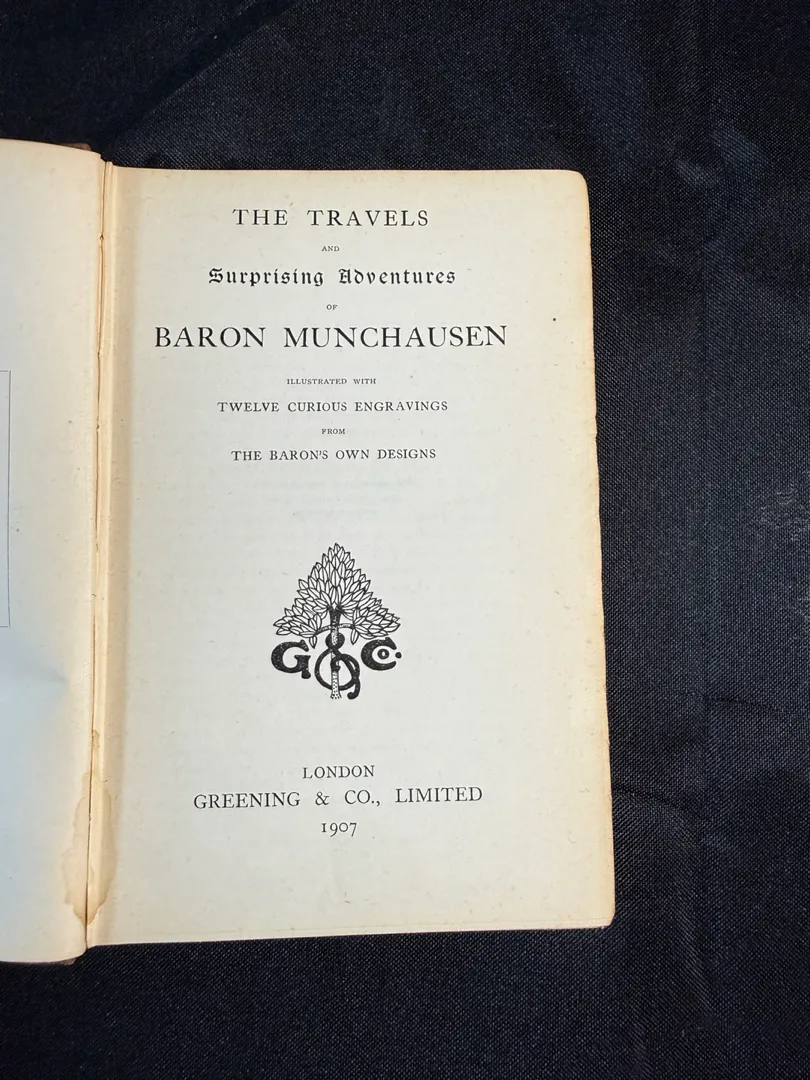 THE TRAVELS
AND
Surprising Adventures
OF
BARON MUNCHAUSEN
ILLUSTRATED WITH
TWELVE CURIOUS ENGRAVINGS
FROM
THE BARON'S OWN DESIGNS
G & Co.
LONDON
GREENING & CO., LIMITED
1907